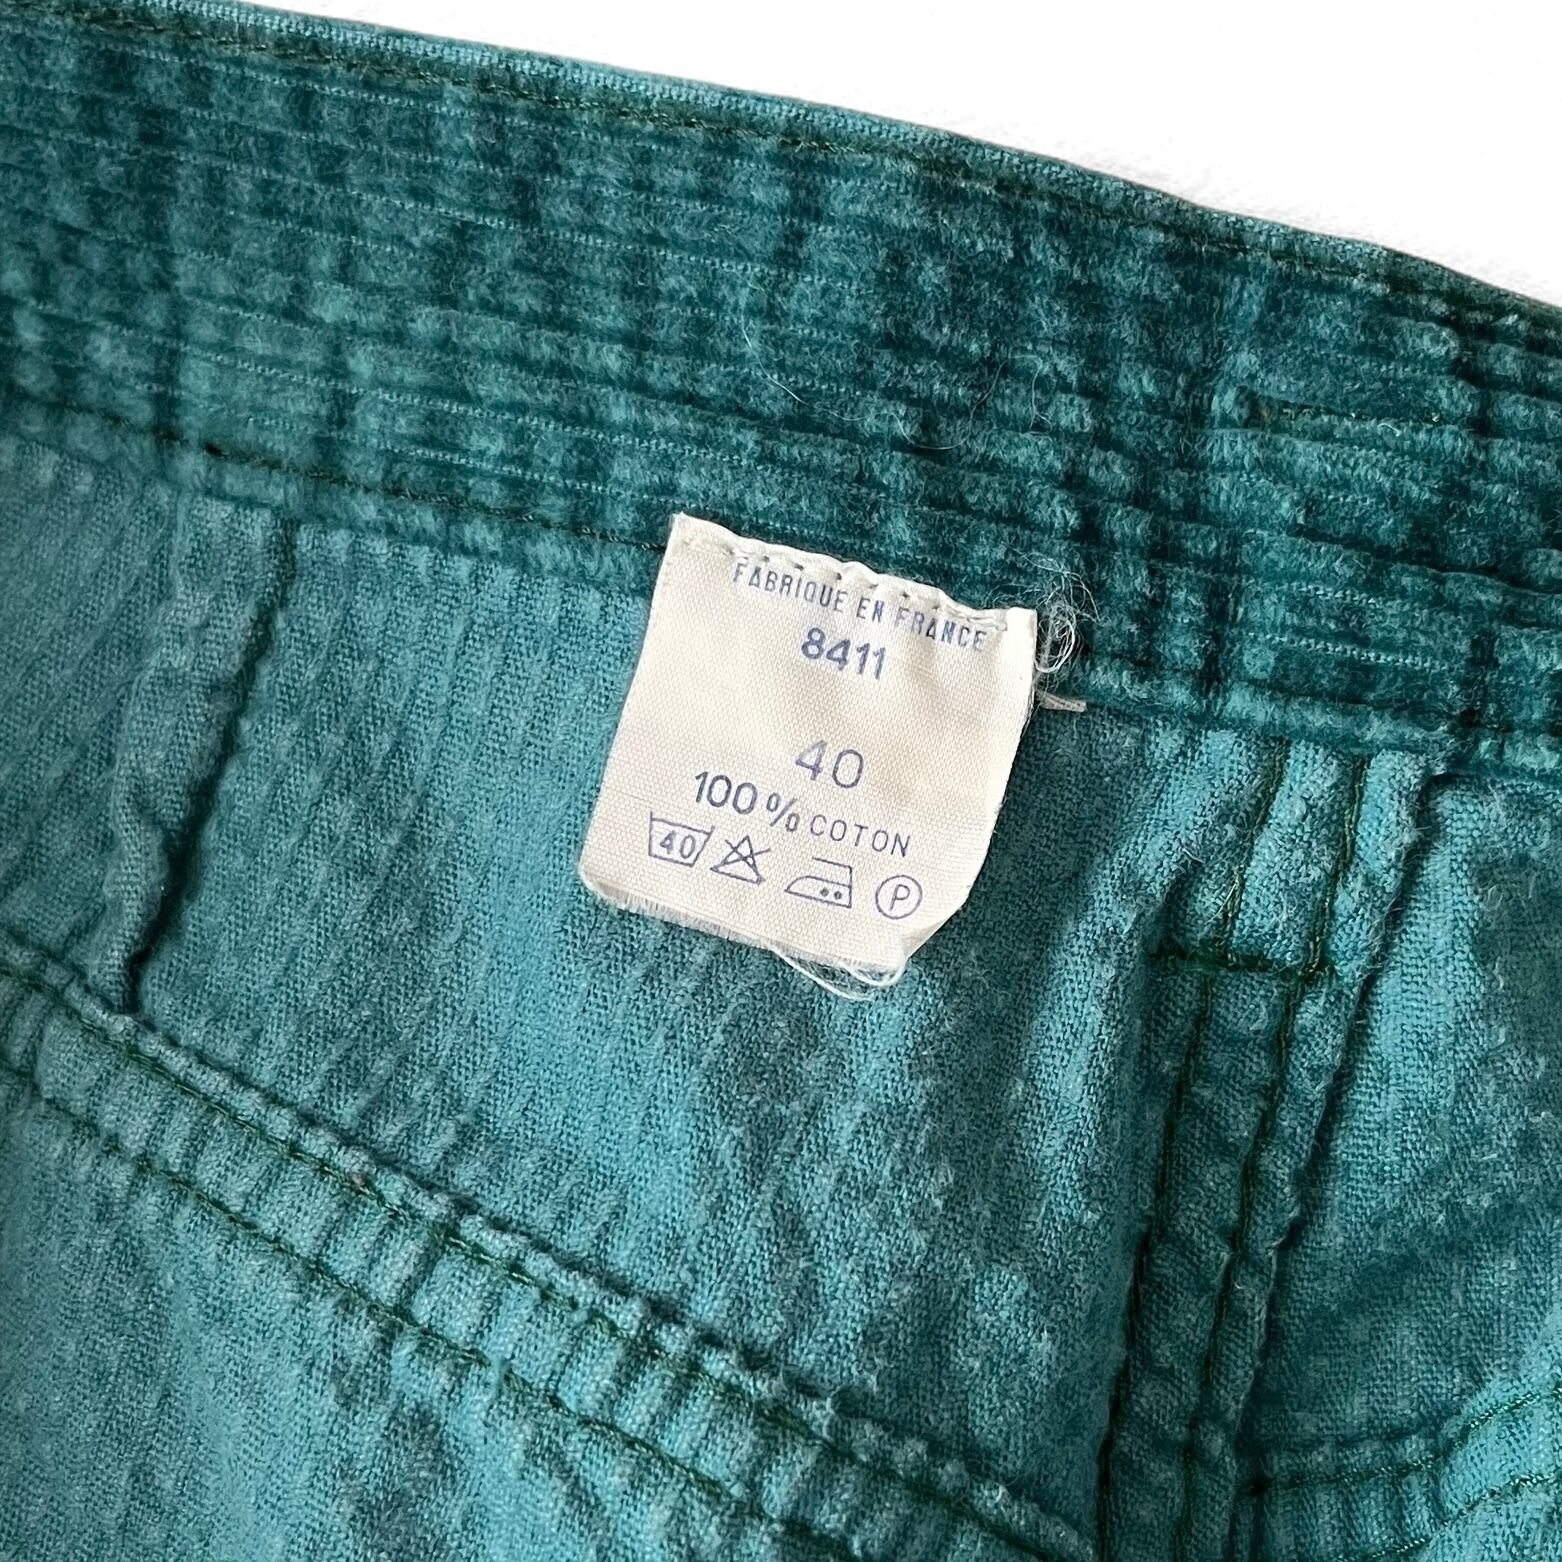 FABRIQUE EN FRANCE
8411
40
100% COTON
40 P